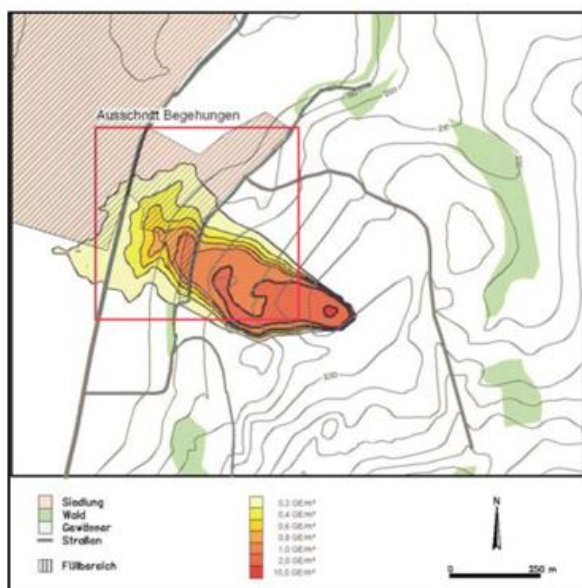 Ausschnitt Begehungen
230
Siedlung
Wald
Gewässer
Straßen
Füllbereich
0,2 GE/m³
0,4 GE/m³
0,6 GE/m³
0,8 GE/m³
1,0 GE/m³
2,0 GE/m³
10,0 GE/m³
N
0
250 m